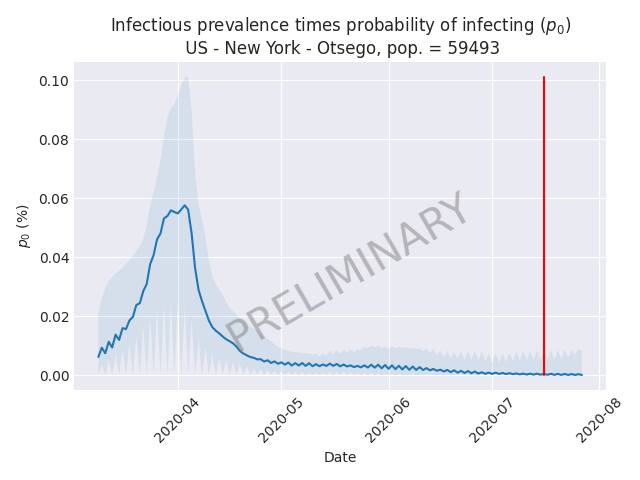 Infectious prevalence times probability of infecting (p₀)
US - New York - Otsego, pop. = 59493
0.10
0.08
0.06
0.04
0.02
0.00
p₀ (%)
PRELIMINARY
2020-04
2020-05
2020-06
2020-07
2020-08
Date